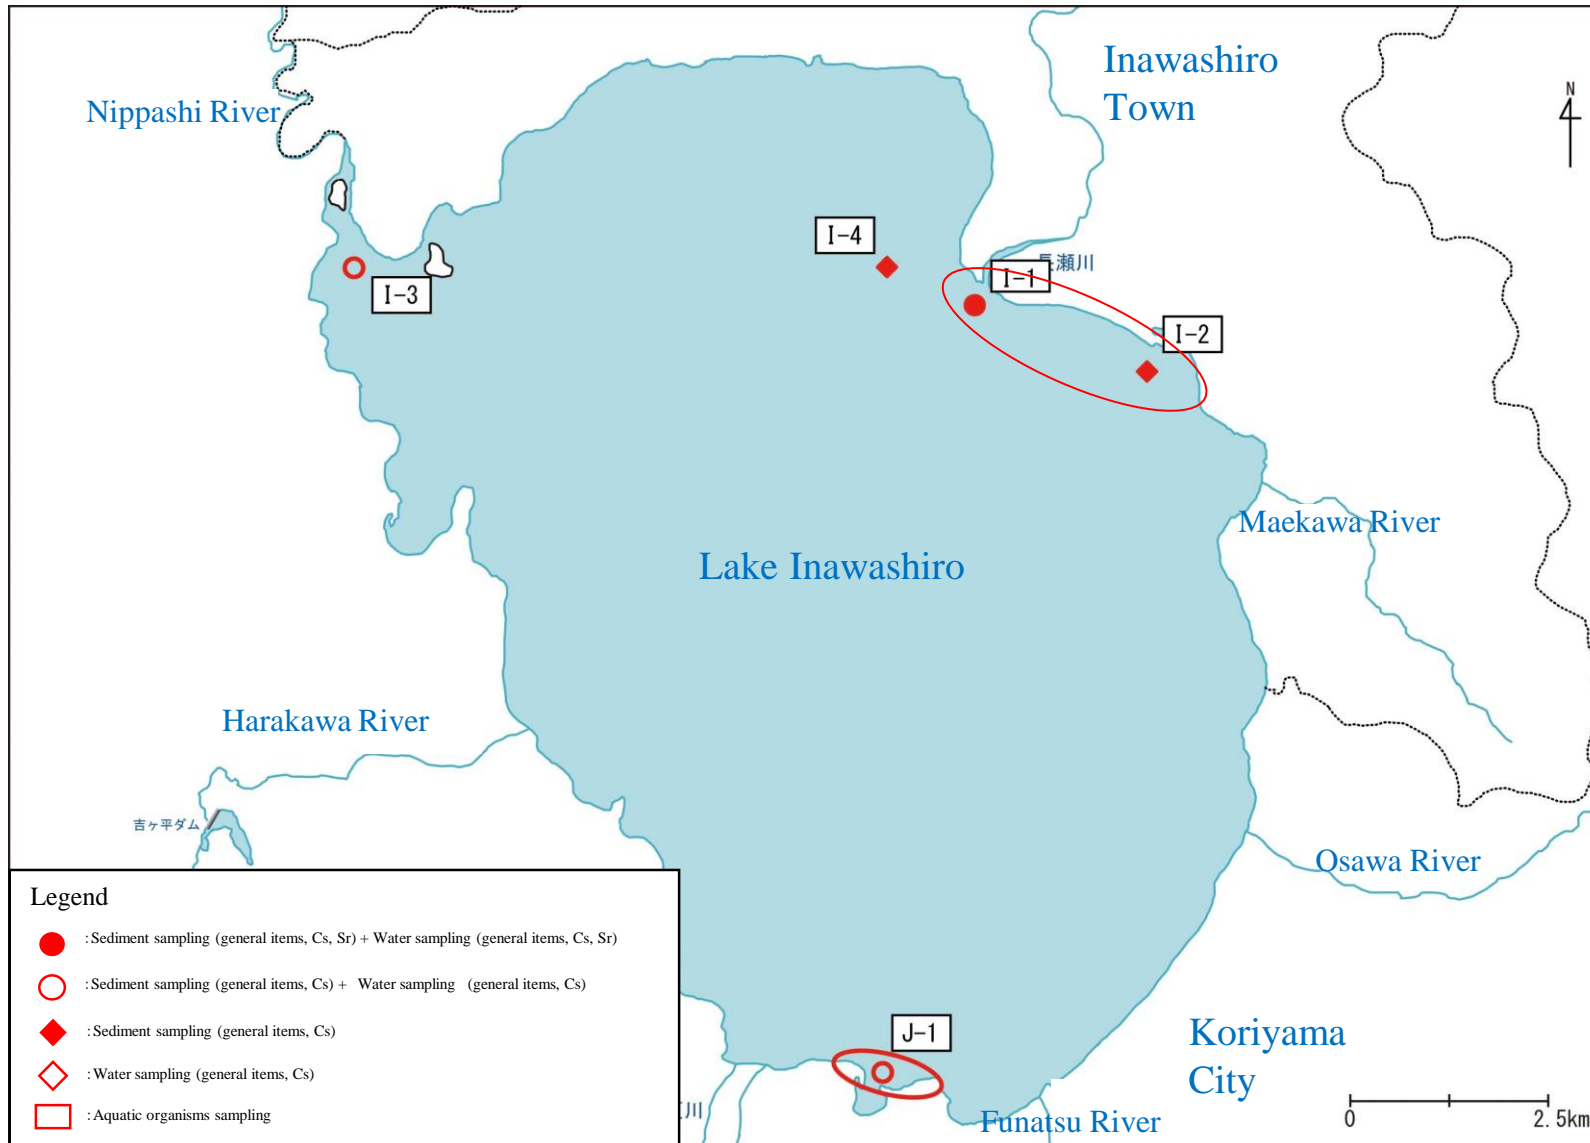 Inawashiro
Town
Nippashi River
N
I-4
長瀬川
I-1
I-3
I-2
Maekawa River
Lake Inawashiro
Harakawa River
吉ヶ平ダム
Osawa River
Legend
:Sediment sampling (general items, Cs, Sr) + Water sampling (general items, Cs, Sr)
:Sediment sampling (general items, Cs) + Water sampling (general items, Cs)
:Sediment sampling (general items, Cs)
:Water sampling (general items, Cs)
:Aquatic organisms sampling
J-1
Koriyama
City
川
Funatsu River
0 2.5km